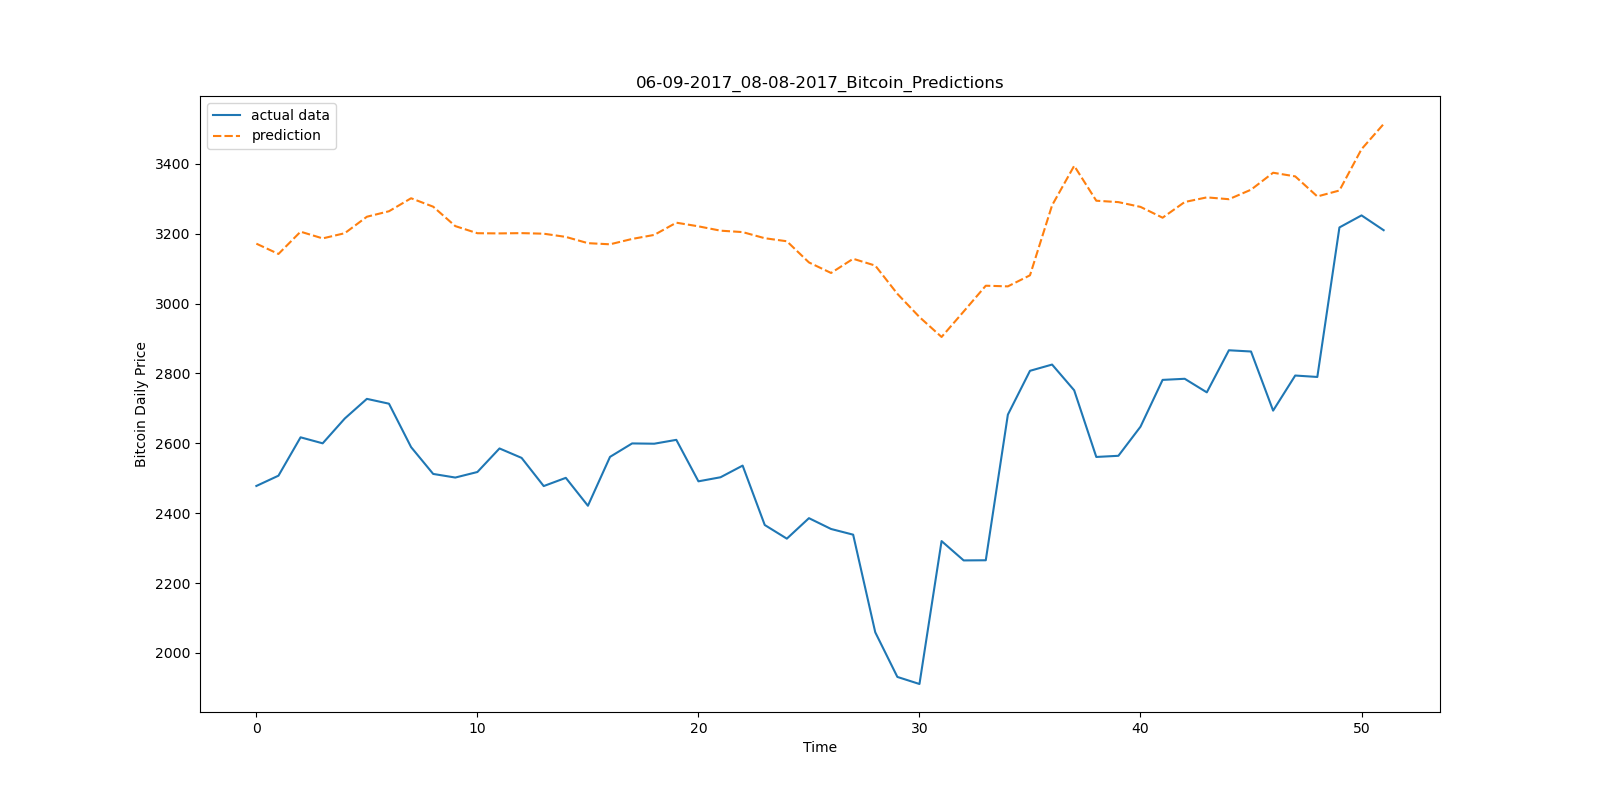 06-09-2017_08-08-2017_Bitcoin_Predictions
actual data
prediction
3400
3200
3000
2800
2600
2400
2200
2000
Bitcoin Daily Price
0 10 20 30 40 50
Time